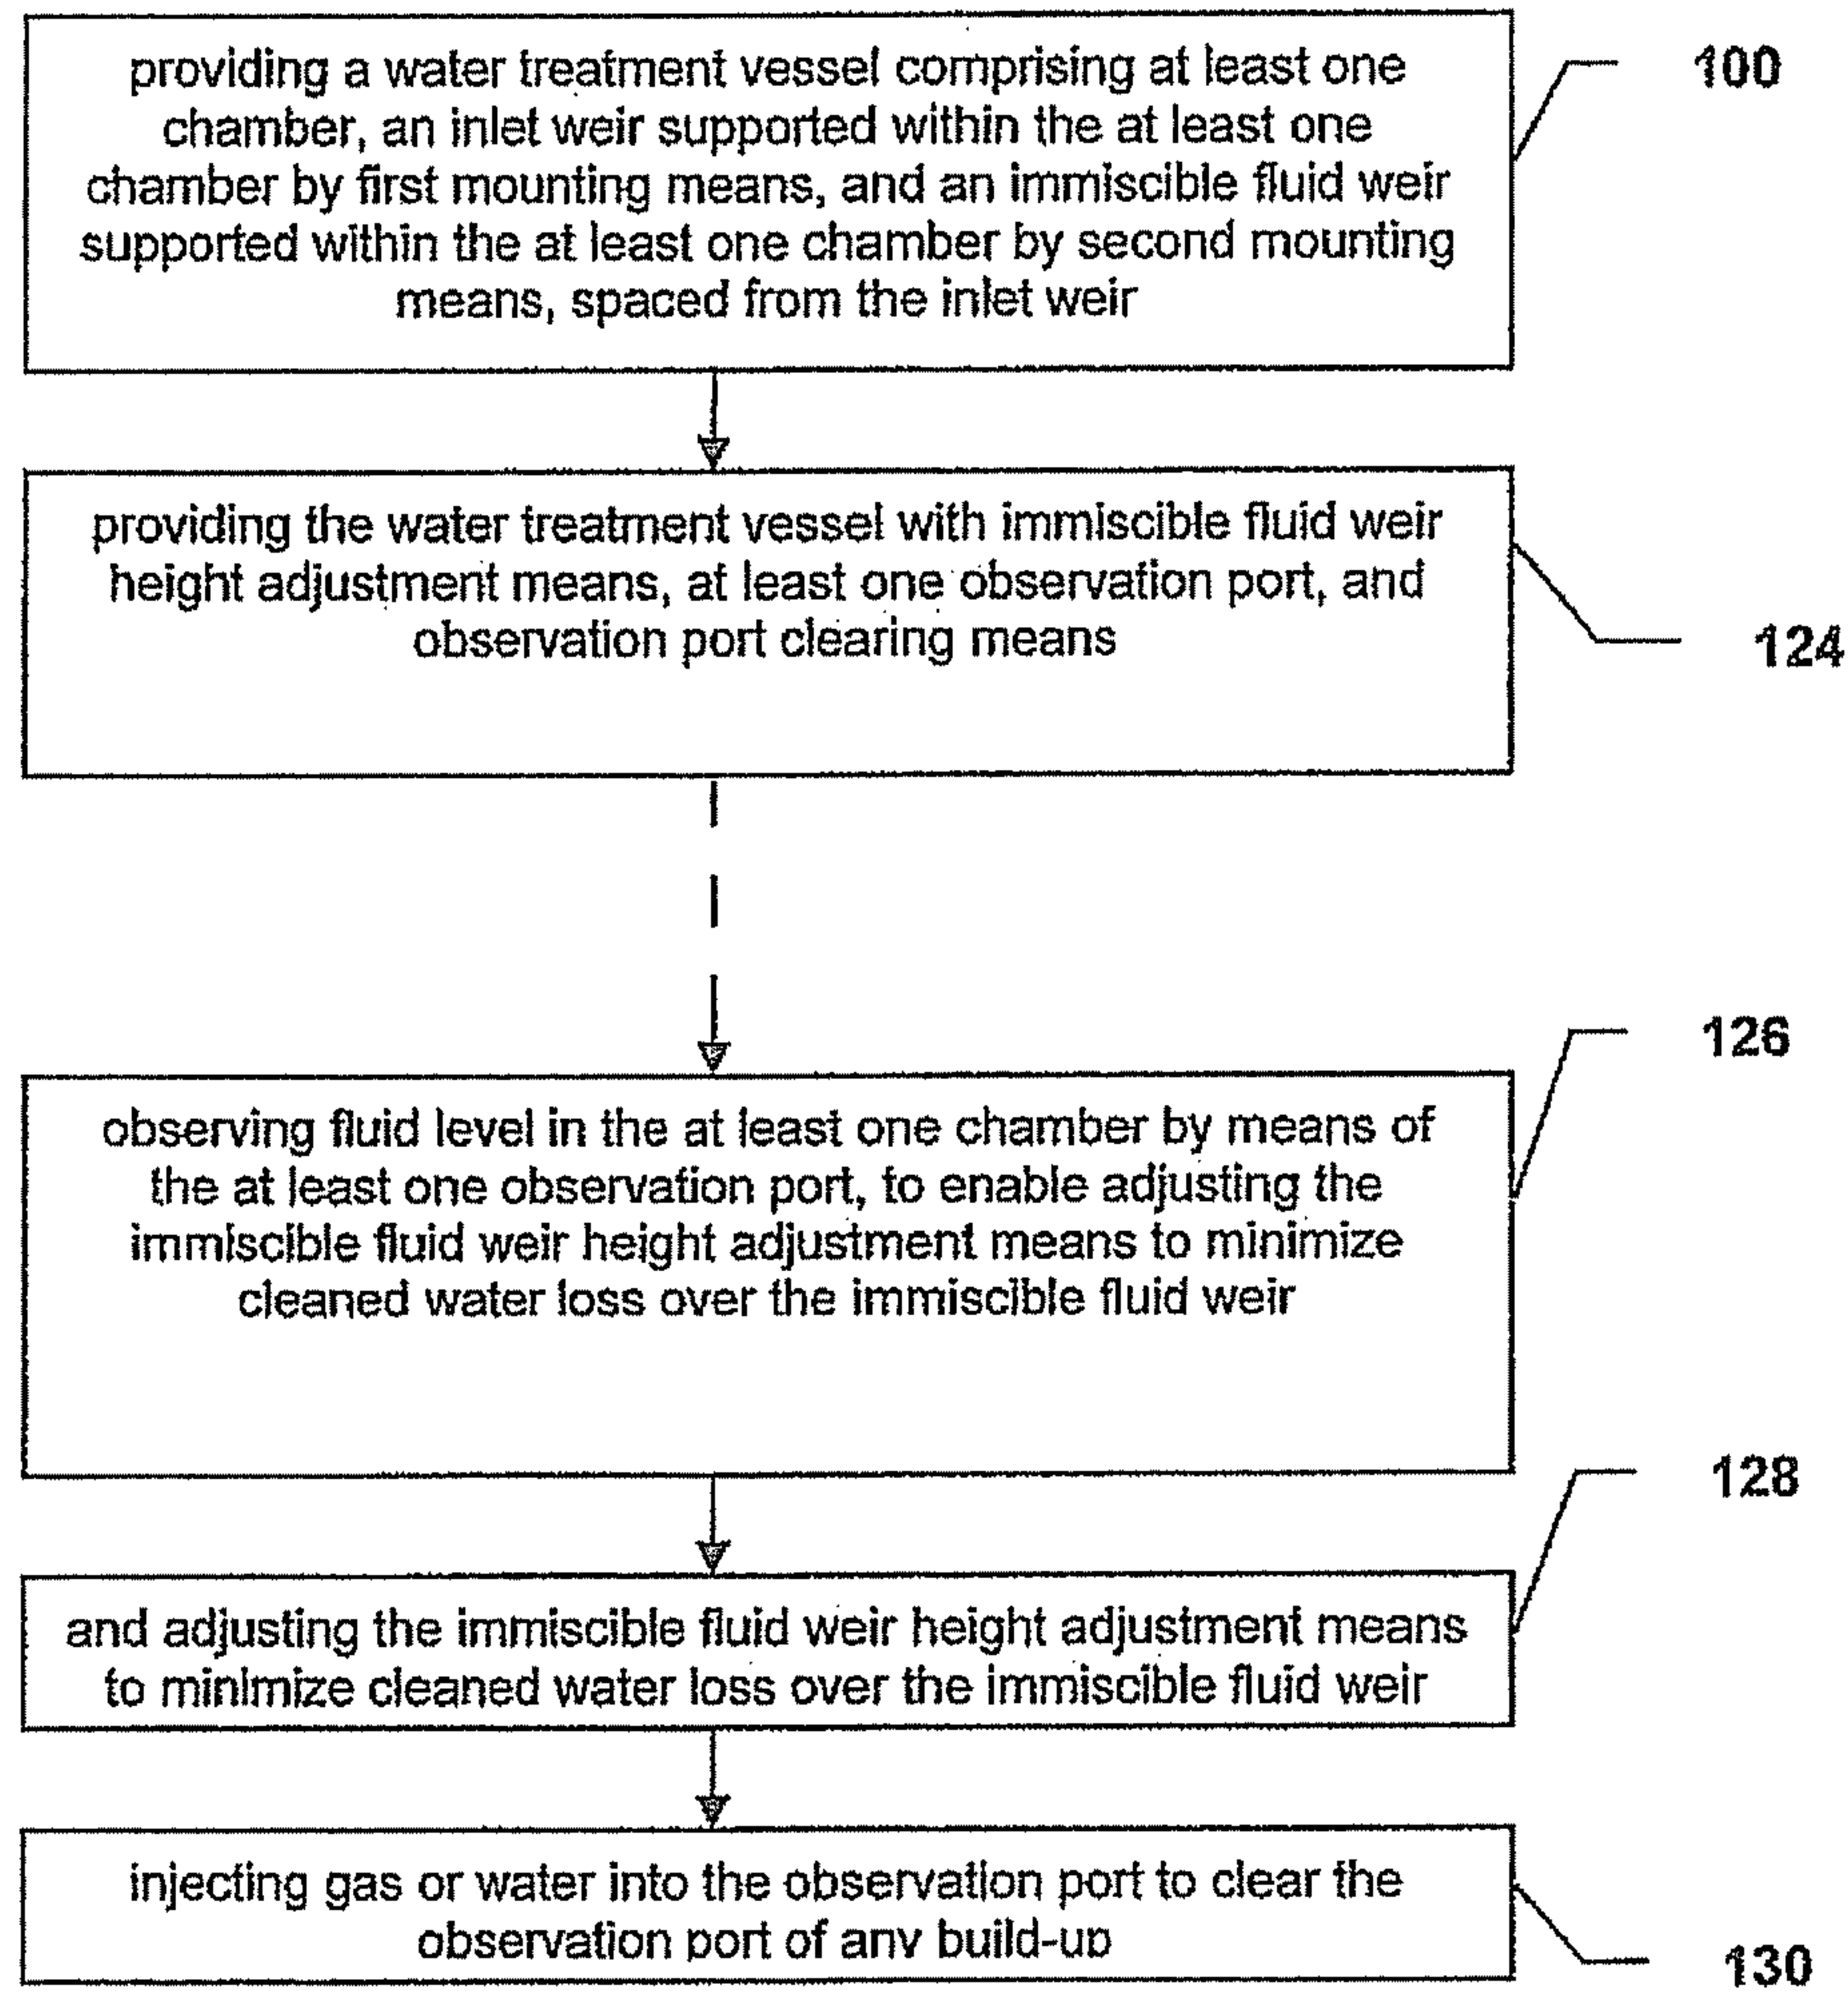 providing a water treatment vessel comprising at least one
chamber, an inlet weir supported within the at least one
chamber by first mounting means, and an immiscible fluid weir
supported within the at least one chamber by second mounting
means, spaced from the inlet weir
100
providing the water treatment vessel with immiscible fluid weir
height adjustment means, at least one observation port, and
observation port clearing means
124
observing fluid level in the at least one chamber by means of
the at least one observation port, to enable adjusting the
immiscible fluid weir height adjustment means to minimize
cleaned water loss over the immiscible fluid weir
126
and adjusting the immiscible fluid weir height adjustment means
to minimize cleaned water loss over the immiscible fluid weir
128
injecting gas or water into the observation port to clear the
observation port of any build-up
130